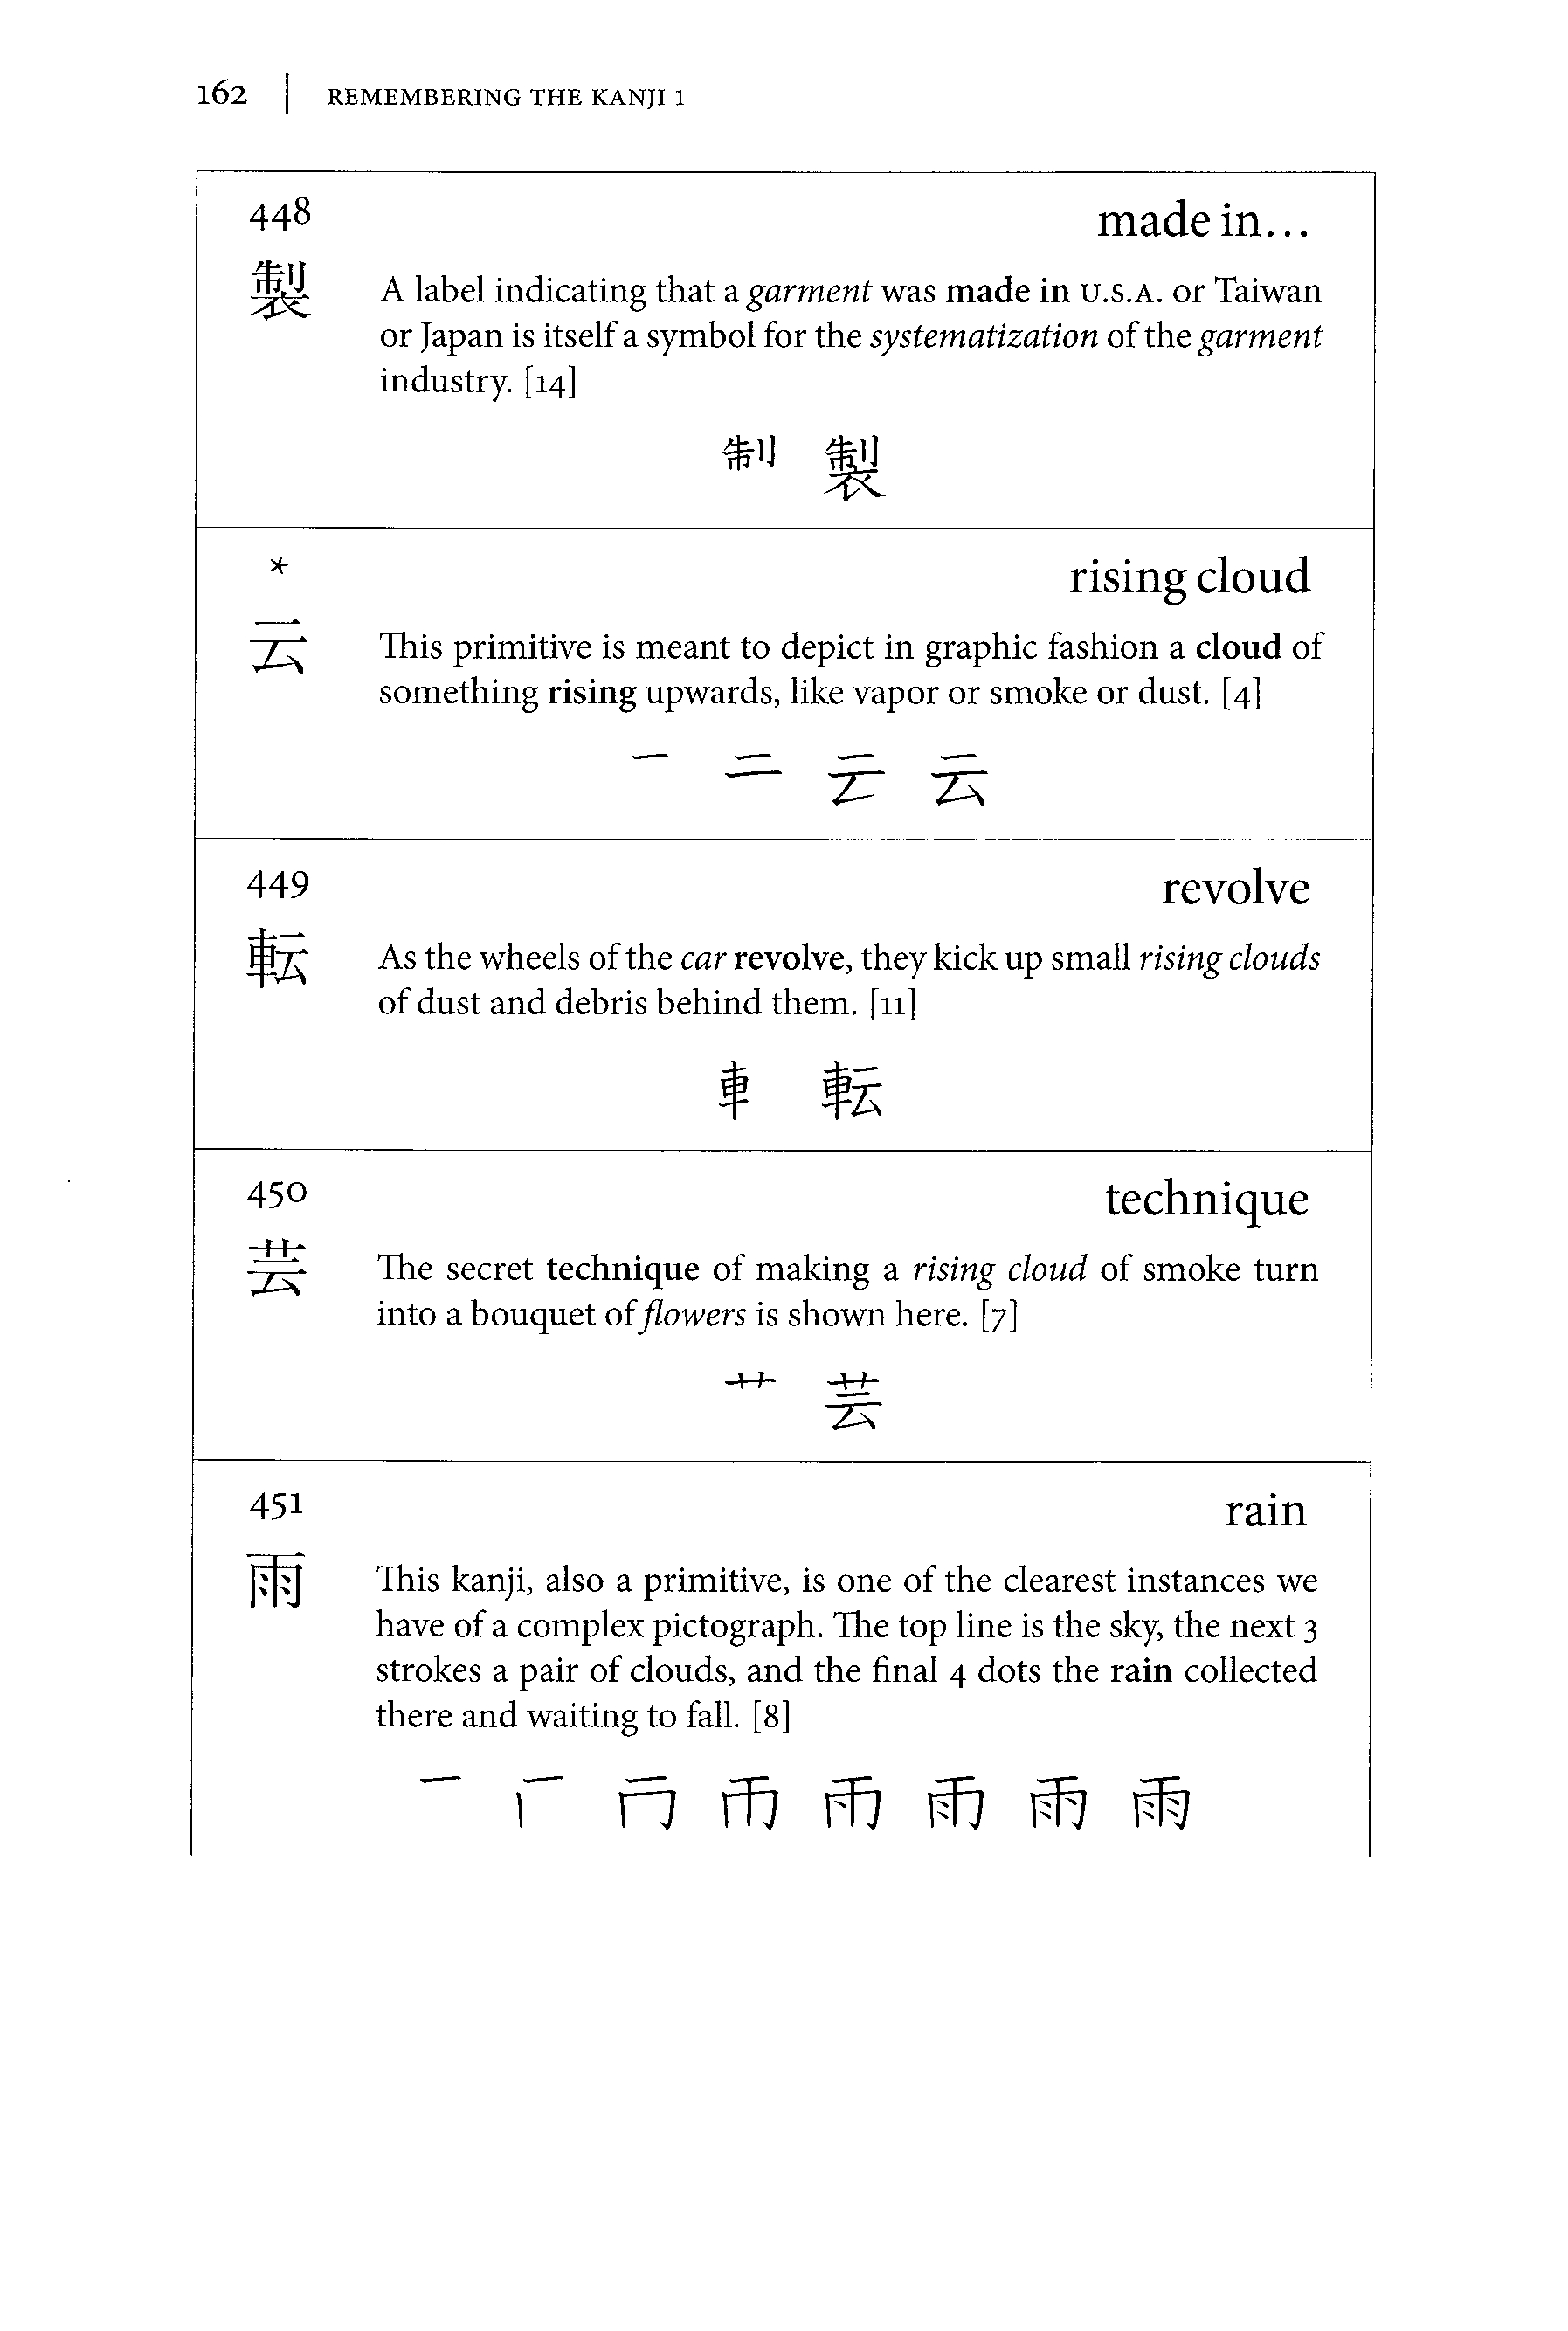 162 | REMEMBERING THE KANJI 1
448 made in...
製 A label indicating that a garment was made in U.S.A. or Taiwan
or Japan is itself a symbol for the systematization of the garment
industry. [14]
制 製
* rising cloud
云 This primitive is meant to depict in graphic fashion a cloud of
something rising upwards, like vapor or smoke or dust. [4]
一 二 云
449 revolve
転 As the wheels of the car revolve, they kick up small rising clouds
of dust and debris behind them. [11]
車 転
450 technique
芸 The secret technique of making a rising cloud of smoke turn
into a bouquet of flowers is shown here. [7]
艹 芸
451 rain
雨 This kanji, also a primitive, is one of the clearest instances we
have of a complex pictograph. The top line is the sky, the next 3
strokes a pair of clouds, and the final 4 dots the rain collected
there and waiting to fall. [8]
一 雨